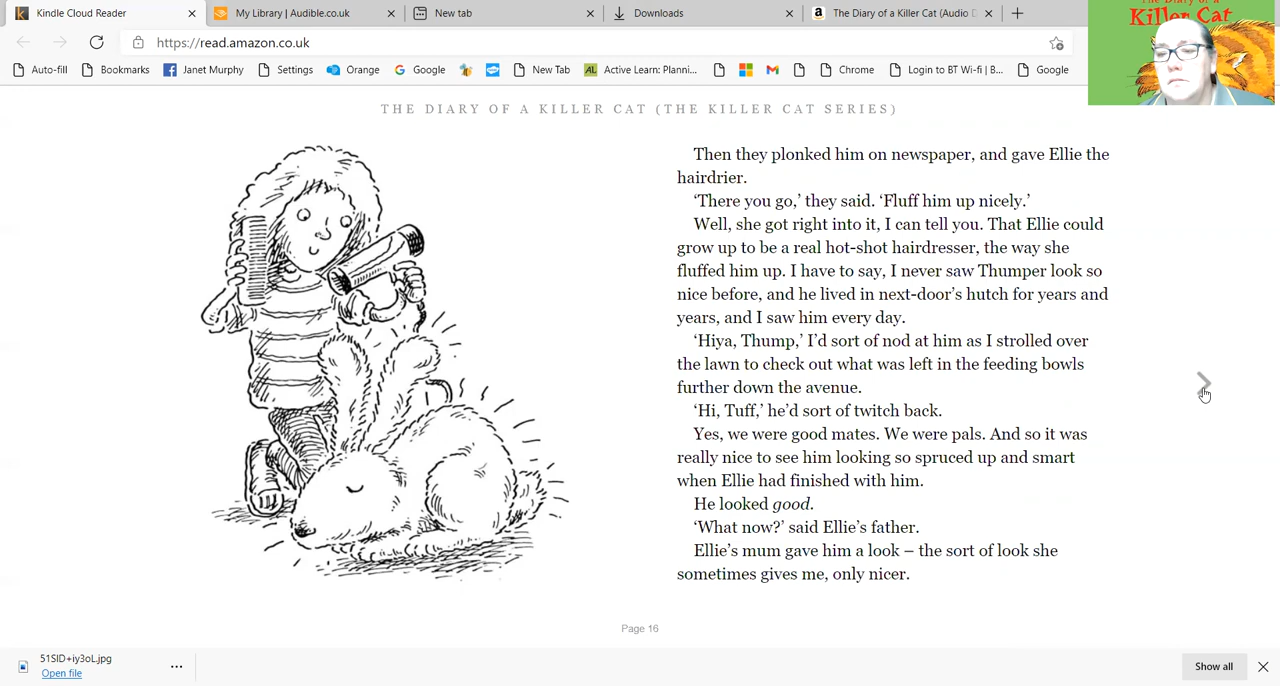 Kindle Cloud Reader
My Library | Audible.co.uk
New tab
Downloads
The Diary of a Killer Cat (Audio D
https://read.amazon.co.uk
Auto-fill
Bookmarks
Janet Murphy
Settings
Orange
Google
New Tab
AL Active Learn: Planni...
Chrome
Login to BT Wi-fi | B...
Google
The Diary of a
Killer Cat
THE DIARY OF A KILLER CAT (THE KILLER CAT SERIES)
Then they plonked him on newspaper, and gave Ellie the
hairdrier.
‘There you go,’ they said. ‘Fluff him up nicely.’
Well, she got right into it, I can tell you. That Ellie could
grow up to be a real hot-shot hairdresser, the way she
fluffed him up. I have to say, I never saw Thumper look so
nice before, and he lived in next-door’s hutch for years and
years, and I saw him every day.
‘Hiya, Thump,’ I’d sort of nod at him as I strolled over
the lawn to check out what was left in the feeding bowls
further down the avenue.
‘Hi, Tuff,’ he’d sort of twitch back.
Yes, we were good mates. We were pals. And so it was
really nice to see him looking so spruced up and smart
when Ellie had finished with him.
He looked good.
‘What now?’ said Ellie’s father.
Ellie’s mum gave him a look – the sort of look she
sometimes gives me, only nicer.
Page 16
51SID+iy3oL.jpg
Open file
Show all